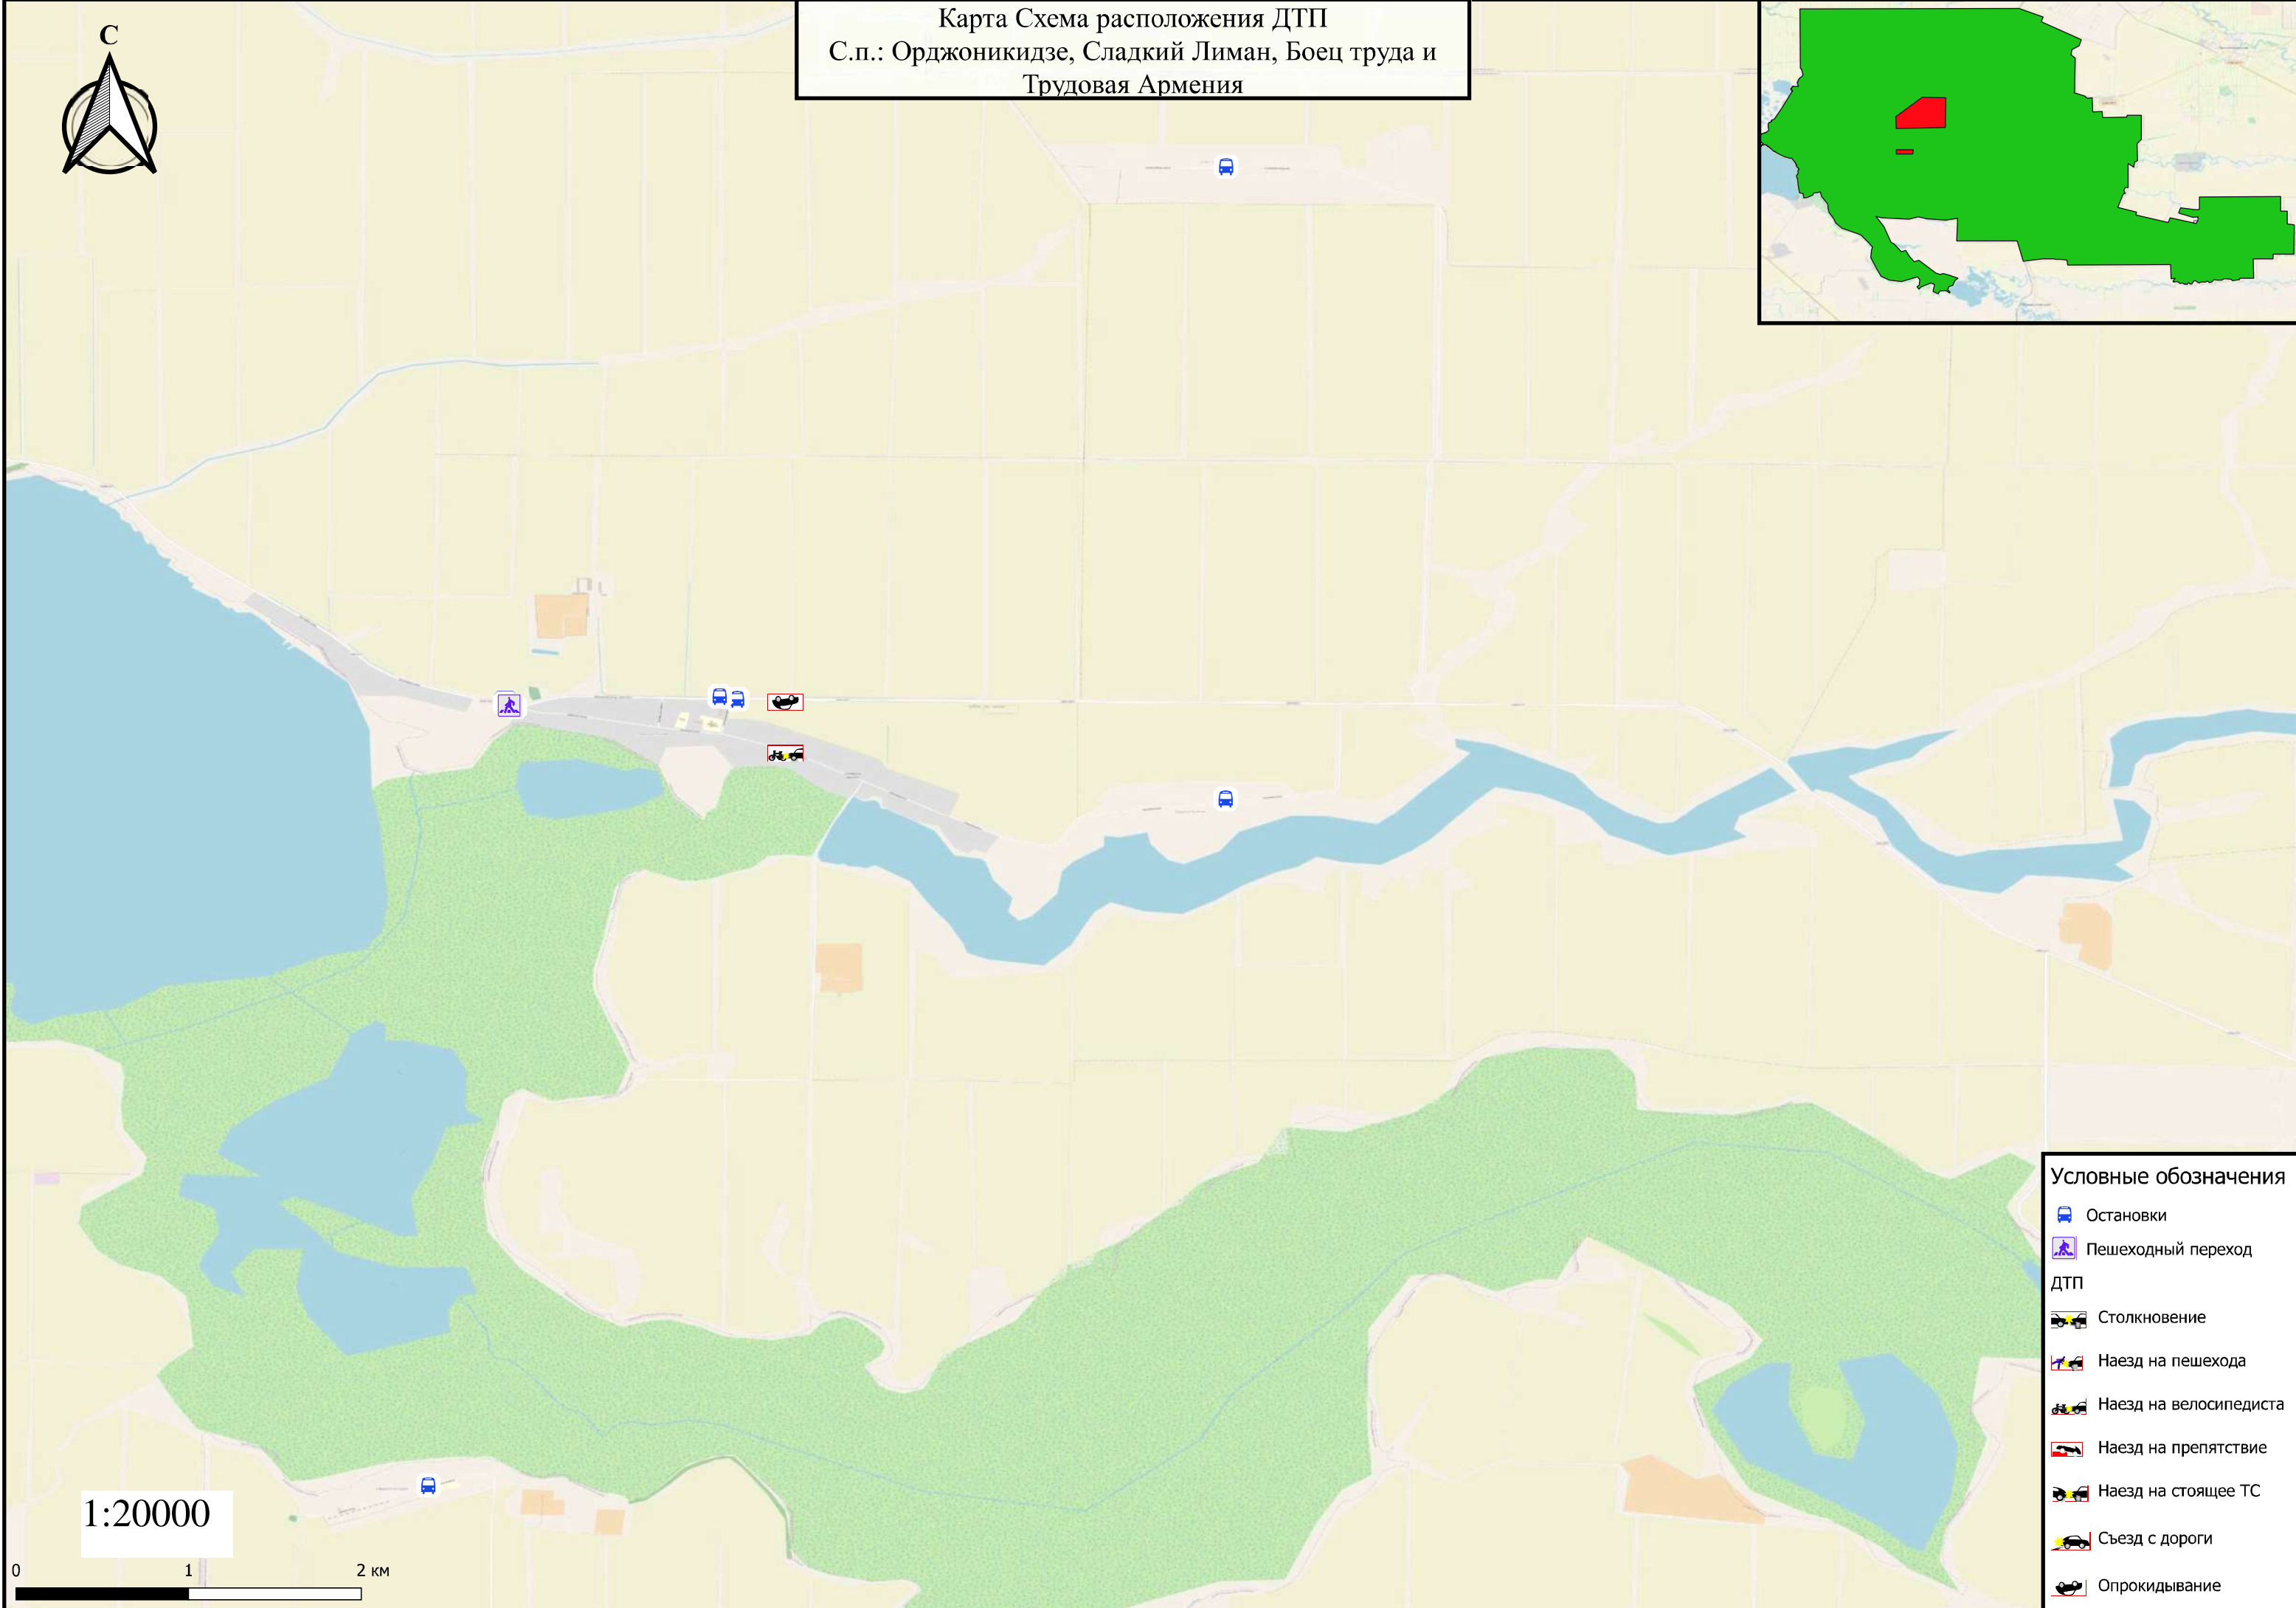 С
Карта Схема расположения ДТП
С.п.: Орджоникидзе, Сладкий Лиман, Боец труда и
Трудовая Армения
Условные обозначения
Остановки
Пешеходный переход
ДТП
Столкновение
Наезд на пешехода
Наезд на велосипедиста
Наезд на препятствие
Наезд на стоящее ТС
Съезд с дороги
Опрокидывание
1:20000
0 1 2 км